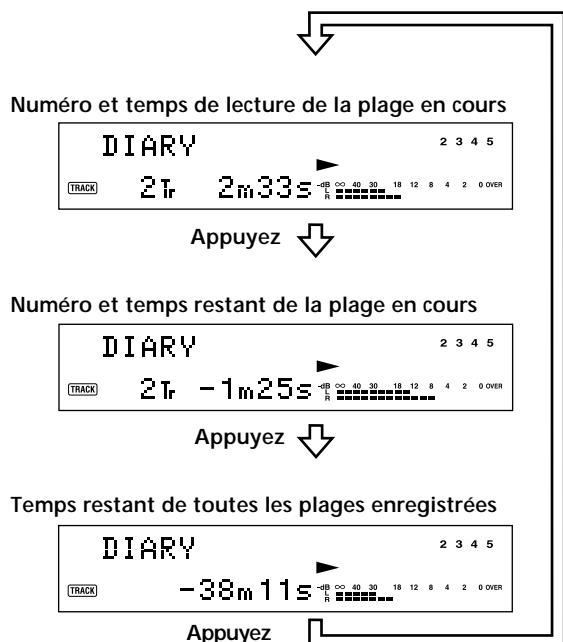 Numéro et temps de lecture de la plage en cours
DIARY 2 3 4 5
TRACK 2Tr 2m33s -dB L R ∞ 40 30 18 12 8 4 2 0 OVER
Appuyez
Numéro et temps restant de la plage en cours
DIARY 2 3 4 5
TRACK 2Tr -1m25s -dB L R ∞ 40 30 18 12 8 4 2 0 OVER
Appuyez
Temps restant de toutes les plages enregistrées
DIARY 2 3 4 5
TRACK -38m11s -dB L R ∞ 40 30 18 12 8 4 2 0 OVER
Appuyez